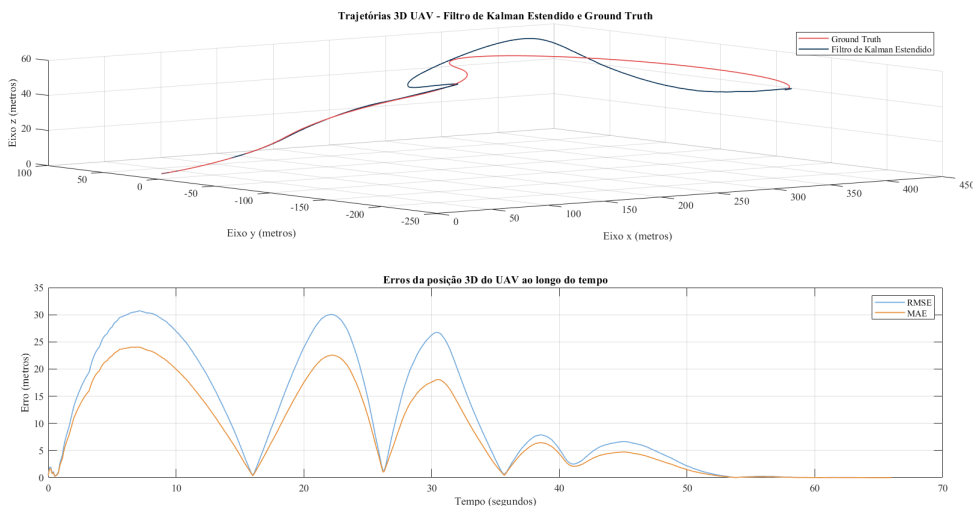 Trajetórias 3D UAV - Filtro de Kalman Estendido e Ground Truth
Ground Truth
Filtro de Kalman Estendido
Eixo z (metros)
60
40
20
0
100
50
0
-50
-100
-150
-200
-250
Eixo y (metros)
0
50
100
150
200
250
300
350
400
450
Eixo x (metros)
Erros da posição 3D do UAV ao longo do tempo
RMSE
MAE
Erro (metros)
35
30
25
20
15
10
5
0
0 10 20 30 40 50 60 70
Tempo (segundos)